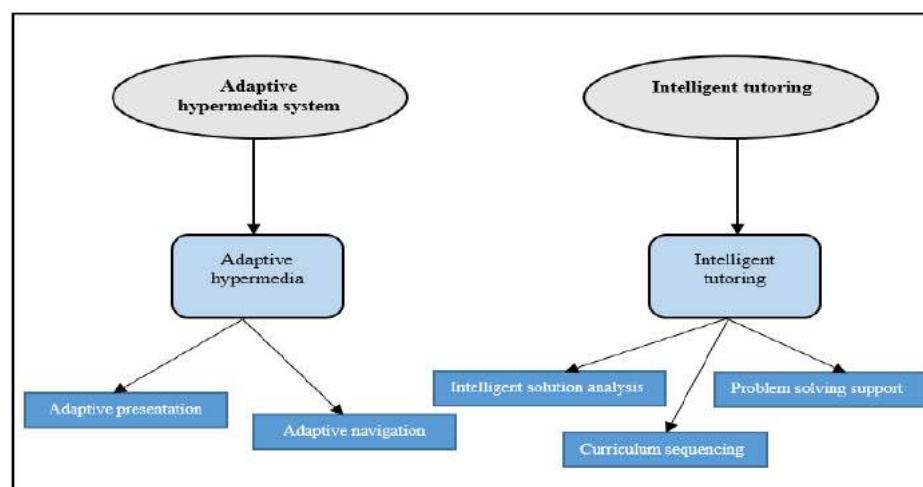 Adaptive
hypermedia system
Intelligent tutoring
Adaptive
hypermedia
Intelligent
tutoring
Adaptive presentation
Adaptive navigation
Intelligent solution analysis
Problem solving support
Curriculum sequencing